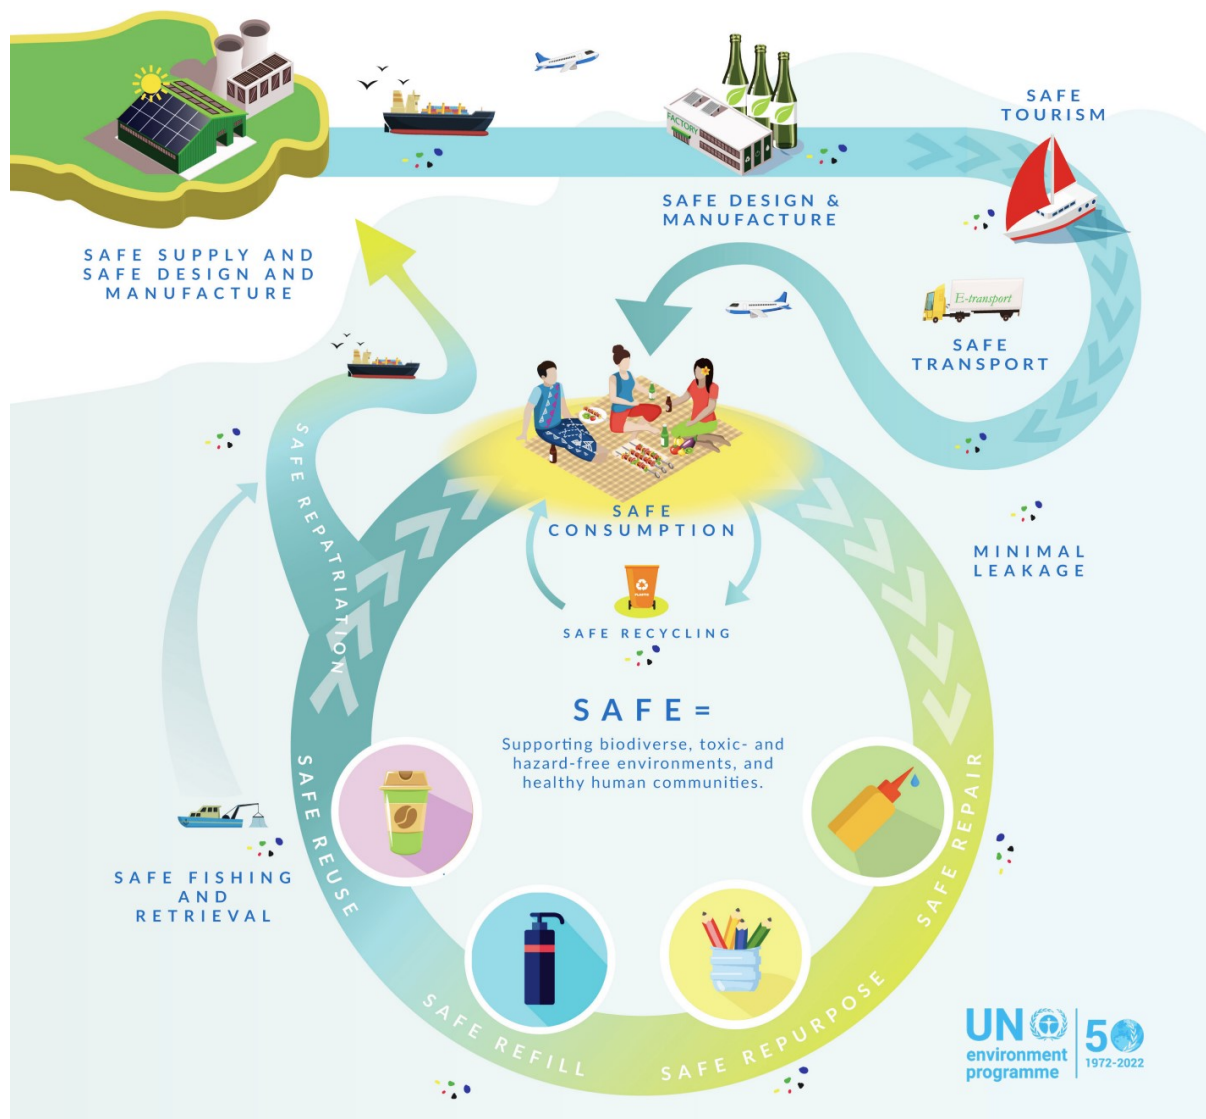 SAFE
TOURISM
FACTORY
SAFE DESIGN &
MANUFACTURE
SAFE SUPPLY AND
SAFE DESIGN AND
MANUFACTURE
E-transport
SAFE
TRANSPORT
SAFE REPATRIATION
SAFE
CONSUMPTION
MINIMAL
LEAKAGE
SAFE RECYCLING
SAFE=
Supporting biodiverse, toxic- and
hazard-free environments, and
healthy human communities.
SAFE REUSE
SAFE REPAIR
SAFE FISHING
AND
RETRIEVAL
SAFE REFILL
SAFE REPURPOSE
UN
environment
programme
50
1972-2022